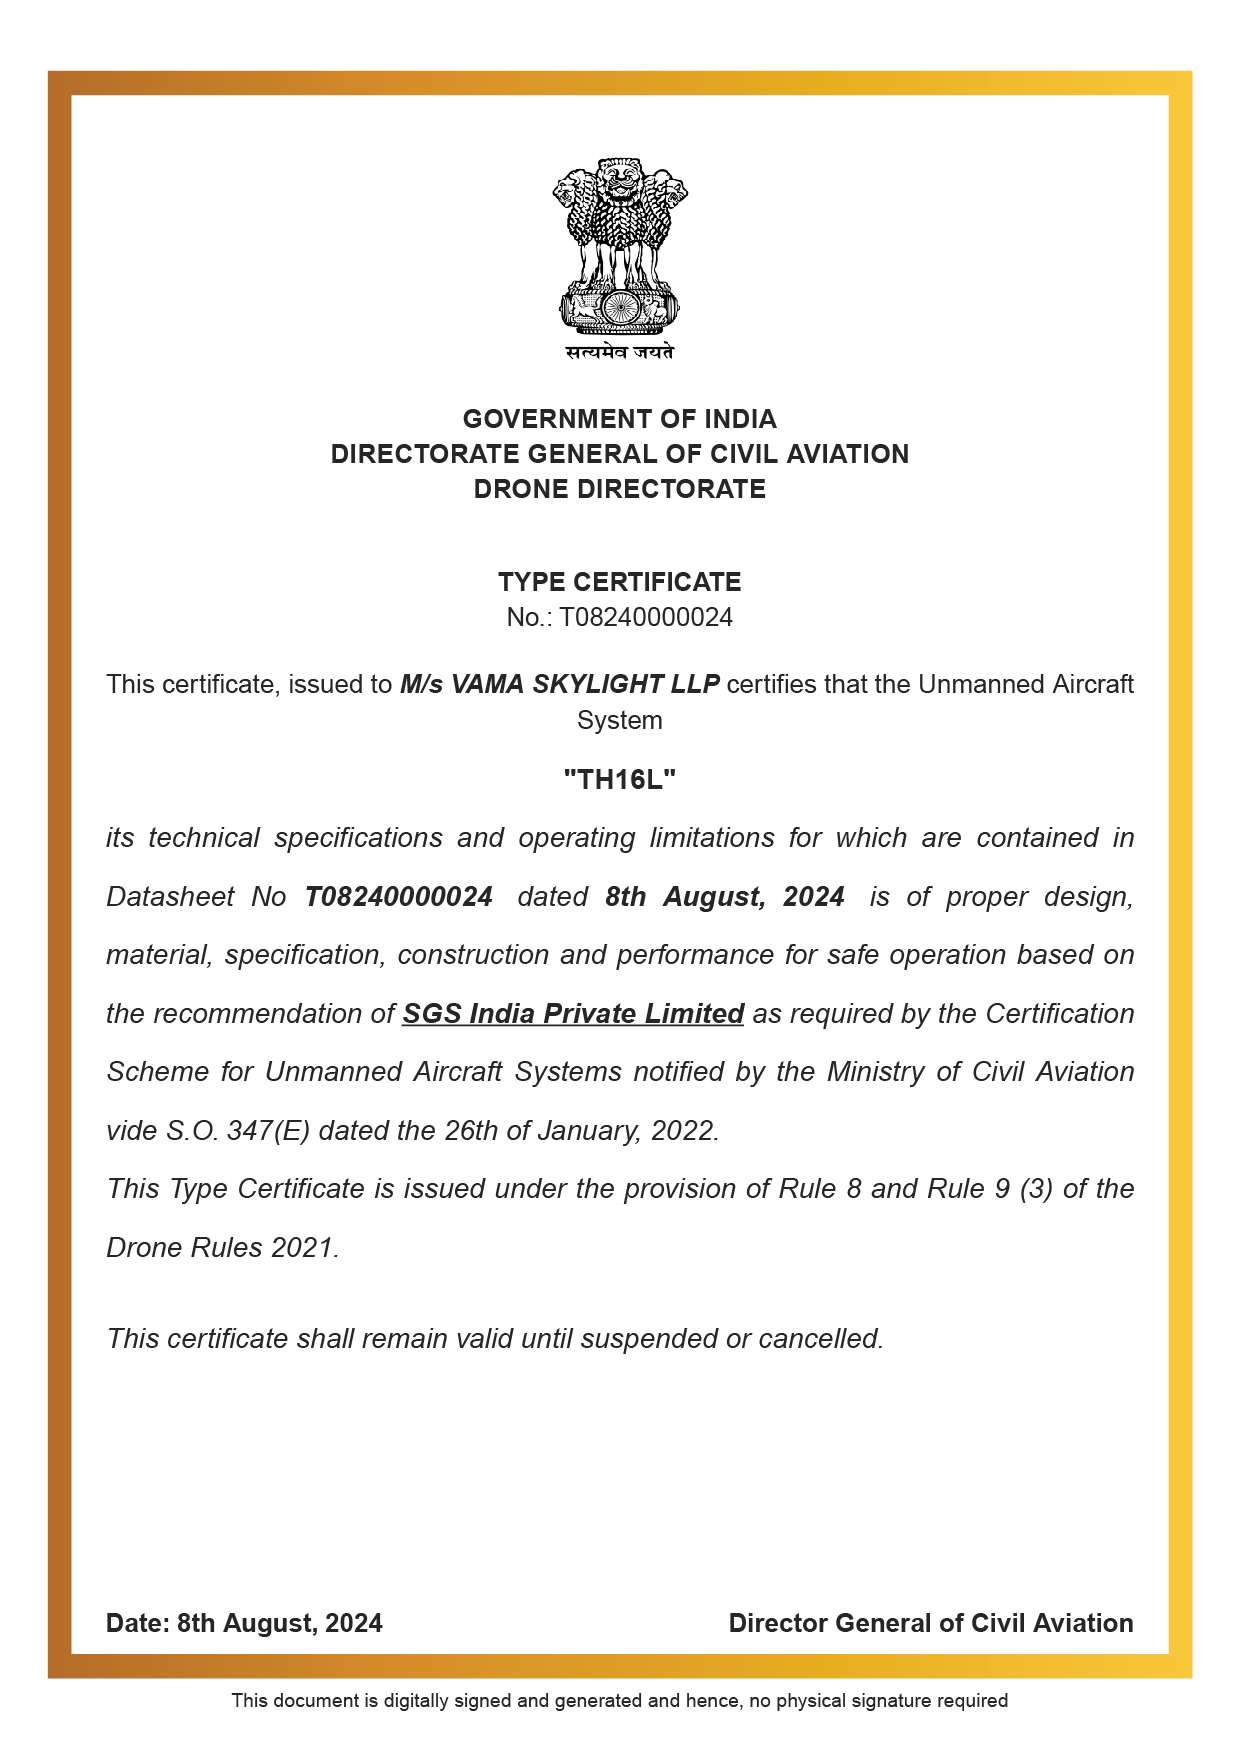 सत्यमेव जयते
GOVERNMENT OF INDIA
DIRECTORATE GENERAL OF CIVIL AVIATION
DRONE DIRECTORATE
TYPE CERTIFICATE
No.: T08240000024
This certificate, issued to M/s VAMA SKYLIGHT LLP certifies that the Unmanned Aircraft
System
"TH16L"
its technical specifications and operating limitations for which are contained in
Datasheet No T08240000024 dated 8th August, 2024 is of proper design,
material, specification, construction and performance for safe operation based on
the recommendation of SGS India Private Limited as required by the Certification
Scheme for Unmanned Aircraft Systems notified by the Ministry of Civil Aviation
vide S.O. 347(E) dated the 26th of January, 2022.
This Type Certificate is issued under the provision of Rule 8 and Rule 9 (3) of the
Drone Rules 2021.
This certificate shall remain valid until suspended or cancelled.
Date: 8th August, 2024 Director General of Civil Aviation
This document is digitally signed and generated and hence, no physical signature required